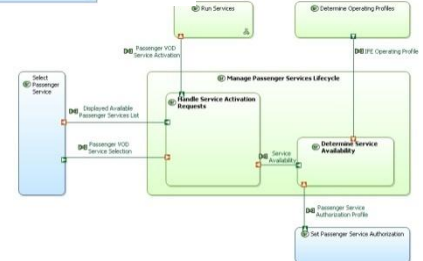 Run Services
Determine Operating Profiles
Passenger VOD
Service Activation
IFE Operating Profile
Select
Passenger
Service
Manage Passenger Services Lifecycle
Handle Service Activation
Requests
Displayed Available
Passenger Services List
Determine Service
Availability
Passenger VOD
Service Selection
Service
Availability
Passenger Service
Authorization Profile
Set Passenger Service Authorization